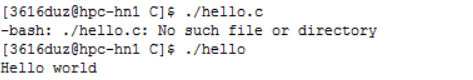 [3616duz@hpc-hn1 C]$ ./hello.c
-bash: ./hello.c: No such file or directory
[3616duz@hpc-hn1 C]$ ./hello
Hello world